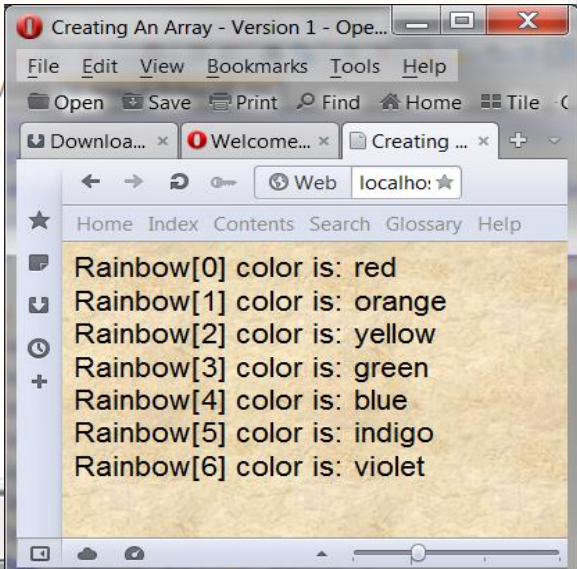 Creating An Array - Version 1 - Ope...
File Edit View Bookmarks Tools Help
Open Save Print Find Home Tile
Downloa... Welcome... Creating ...
Web localho:
Home Index Contents Search Glossary Help
Rainbow[0] color is: red
Rainbow[1] color is: orange
Rainbow[2] color is: yellow
Rainbow[3] color is: green
Rainbow[4] color is: blue
Rainbow[5] color is: indigo
Rainbow[6] color is: violet